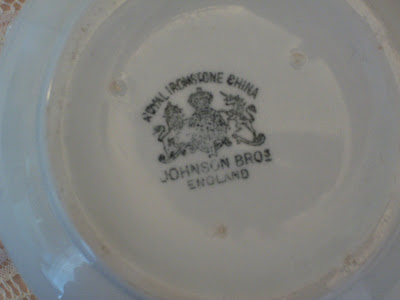 ROYAL IRONSTONE CHINA
JOHNSON BROS
ENGLAND